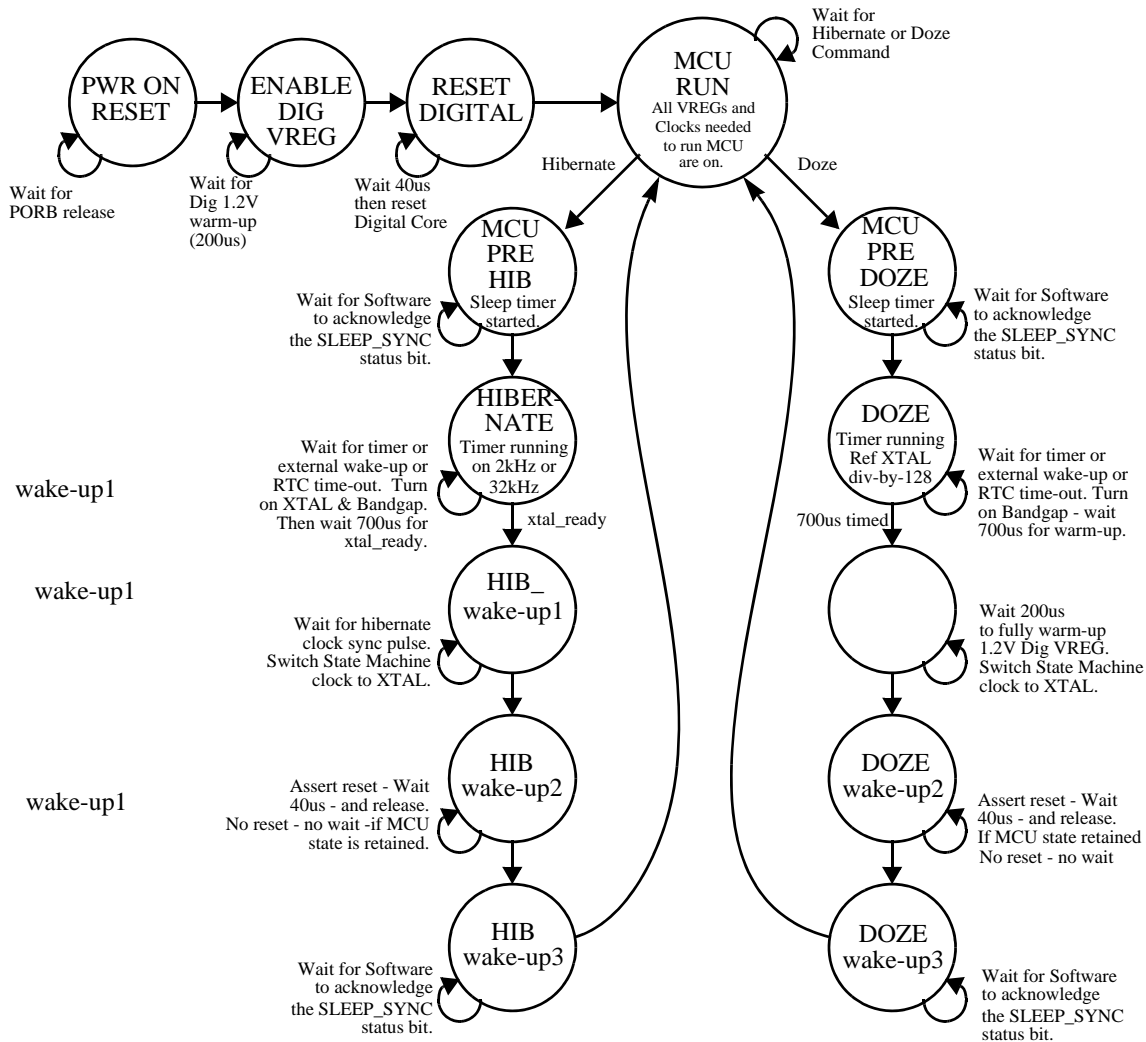 Wait for
Hibernate or Doze
Command
PWR ON
RESET
ENABLE
DIG
VREG
RESET
DIGITAL
MCU
RUN
All VREGs and
Clocks needed
to run MCU
are on.
Wait for
PORB release
Wait for
Dig 1.2V
warm-up
(200us)
Wait 40us
then reset
Digital Core
Hibernate
Doze
MCU
PRE
HIB
Sleep timer
started.
Wait for Software
to acknowledge
the SLEEP_SYNC
status bit.
MCU
PRE
DOZE
Sleep timer
started.
Wait for Software
to acknowledge
the SLEEP_SYNC
status bit.
HIBER-
NATE
Timer running
on 2kHz or
32kHz
Wait for timer or
external wake-up or
RTC time-out. Turn
on XTAL & Bandgap.
Then wait 700us for
xtal_ready.
wake-up1
xtal_ready
DOZE
Timer running
Ref XTAL
div-by-128
Wait for timer or
external wake-up or
RTC time-out. Turn
on Bandgap - wait
700us for warm-up.
700us timed
wake-up1
HIB_
wake-up1
Wait for hibernate
clock sync pulse.
Switch State Machine
clock to XTAL.
Wait 200us
to fully warm-up
1.2V Dig VREG.
Switch State Machine
clock to XTAL.
wake-up1
HIB
wake-up2
Assert reset - Wait
40us - and release.
No reset - no wait -if MCU
state is retained.
DOZE
wake-up2
Assert reset - Wait
40us - and release.
If MCU state retained
No reset - no wait
HIB
wake-up3
Wait for Software
to acknowledge
the SLEEP_SYNC
status bit.
DOZE
wake-up3
Wait for Software
to acknowledge
the SLEEP_SYNC
status bit.